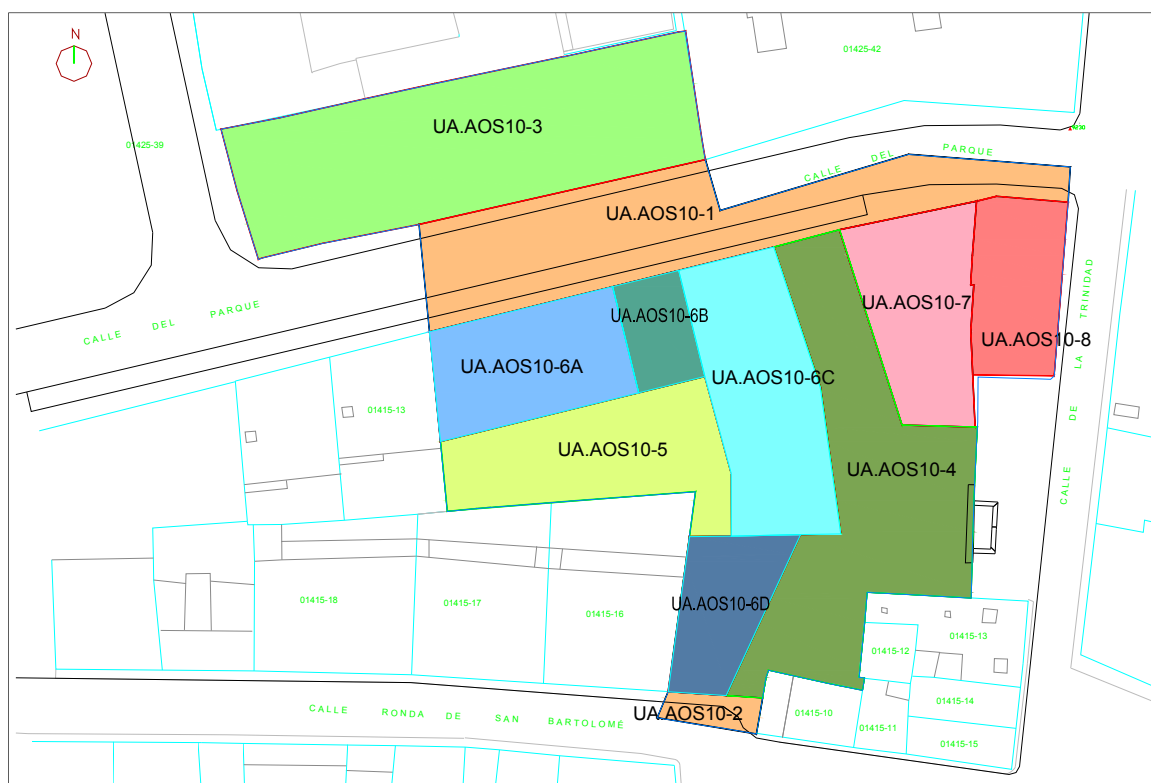 N
01425-42
UA.AOS10-3
01425-39
CALLE DEL PARQUE
UA.AOS10-1
CALLE DE LA TRINIDAD
UA.AOS10-7
UA.AOS10-6B
CALLE DEL PARQUE
UA.AOS10-8
UA.AOS10-6A
UA.AOS10-6C
01415-13
UA.AOS10-5
UA.AOS10-4
01415-18
01415-17
01415-16
UA.AOS10-6D
01415-13
01415-12
01415-14
CALLE RONDA DE SAN BARTOLOMÉ
UA.AOS10-2
01415-10
01415-11
01415-15